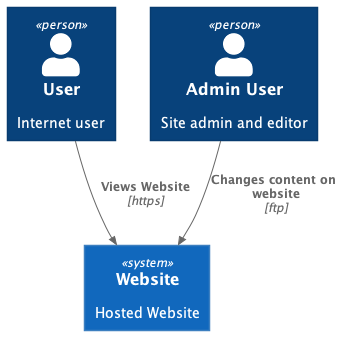 «person»
User
Internet user
«person»
Admin User
Site admin and editor
Views Website
[https]
Changes content on
website
[ftp]
«system»
Website
Hosted Website